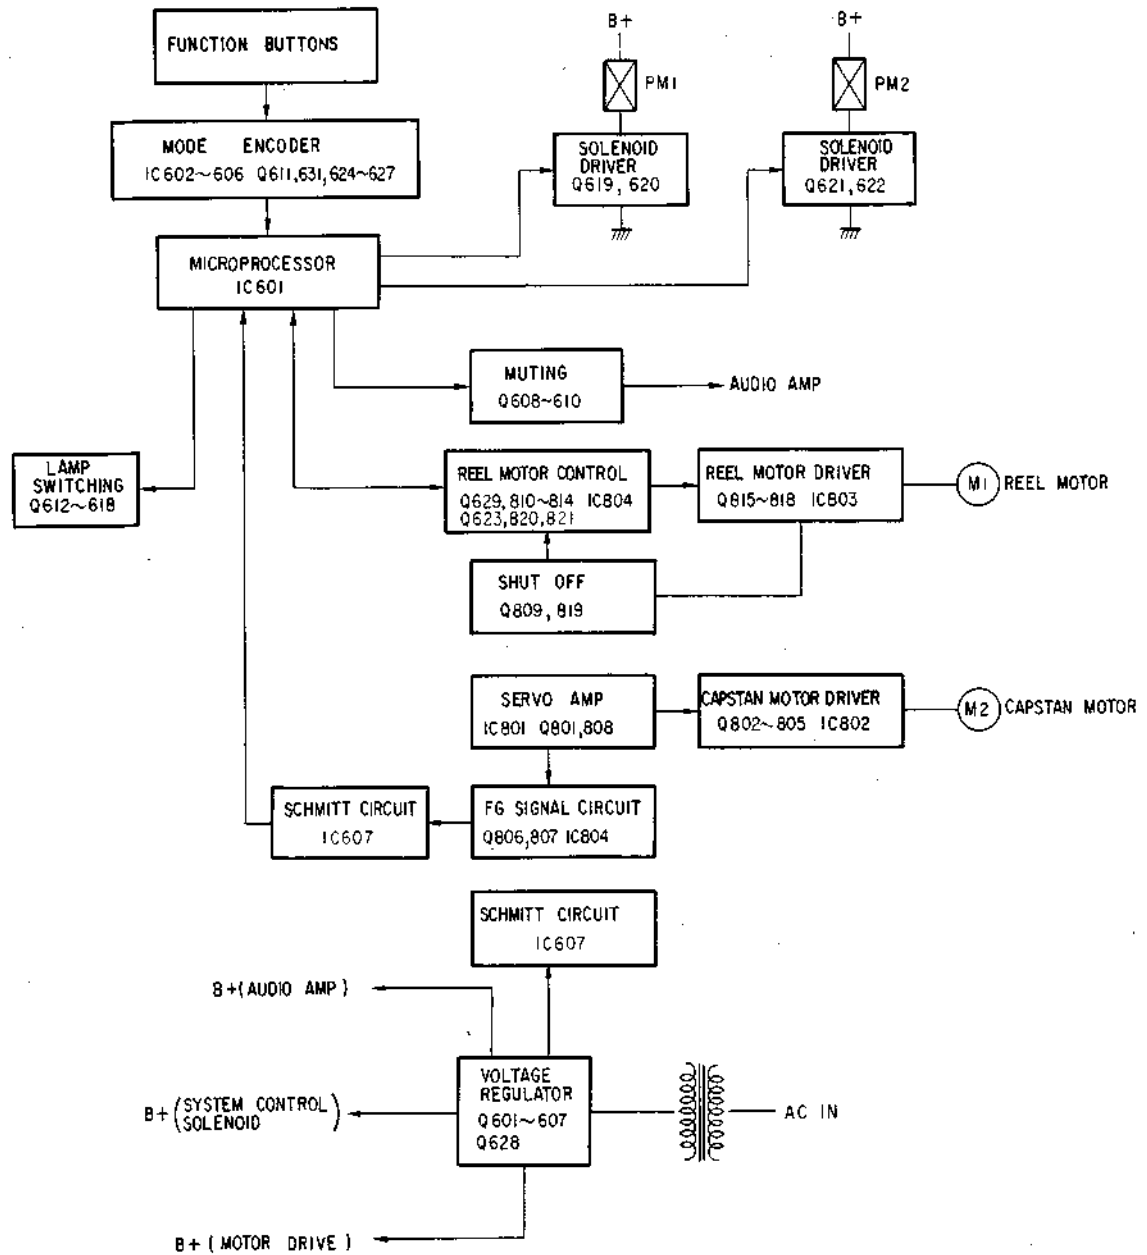 FUNCTION BUTTONS
B+
B+
PM1
PM2
MODE ENCODER
IC602~606 Q611,631,624~627
SOLENOID
DRIVER
Q619, 620
SOLENOID
DRIVER
Q621,622
MICROPROCESSOR
IC601
MUTING
Q608~610
AUDIO AMP
LAMP
SWITCHING
Q612~618
REEL MOTOR CONTROL
Q629,810~814 IC804
Q623,820,821
REEL MOTOR DRIVER
Q815~818 IC803
M1 REEL MOTOR
SHUT OFF
Q809, 819
SERVO AMP
IC801 Q801,808
CAPSTAN MOTOR DRIVER
Q802~805 IC802
M2 CAPSTAN MOTOR
SCHMITT CIRCUIT
IC607
FG SIGNAL CIRCUIT
Q806,807 IC804
SCHMITT CIRCUIT
IC607
B+(AUDIO AMP)
VOLTAGE
REGULATOR
Q601~607
Q628
B+(SYSTEM CONTROL
SOLENOID)
AC IN
B+(MOTOR DRIVE)